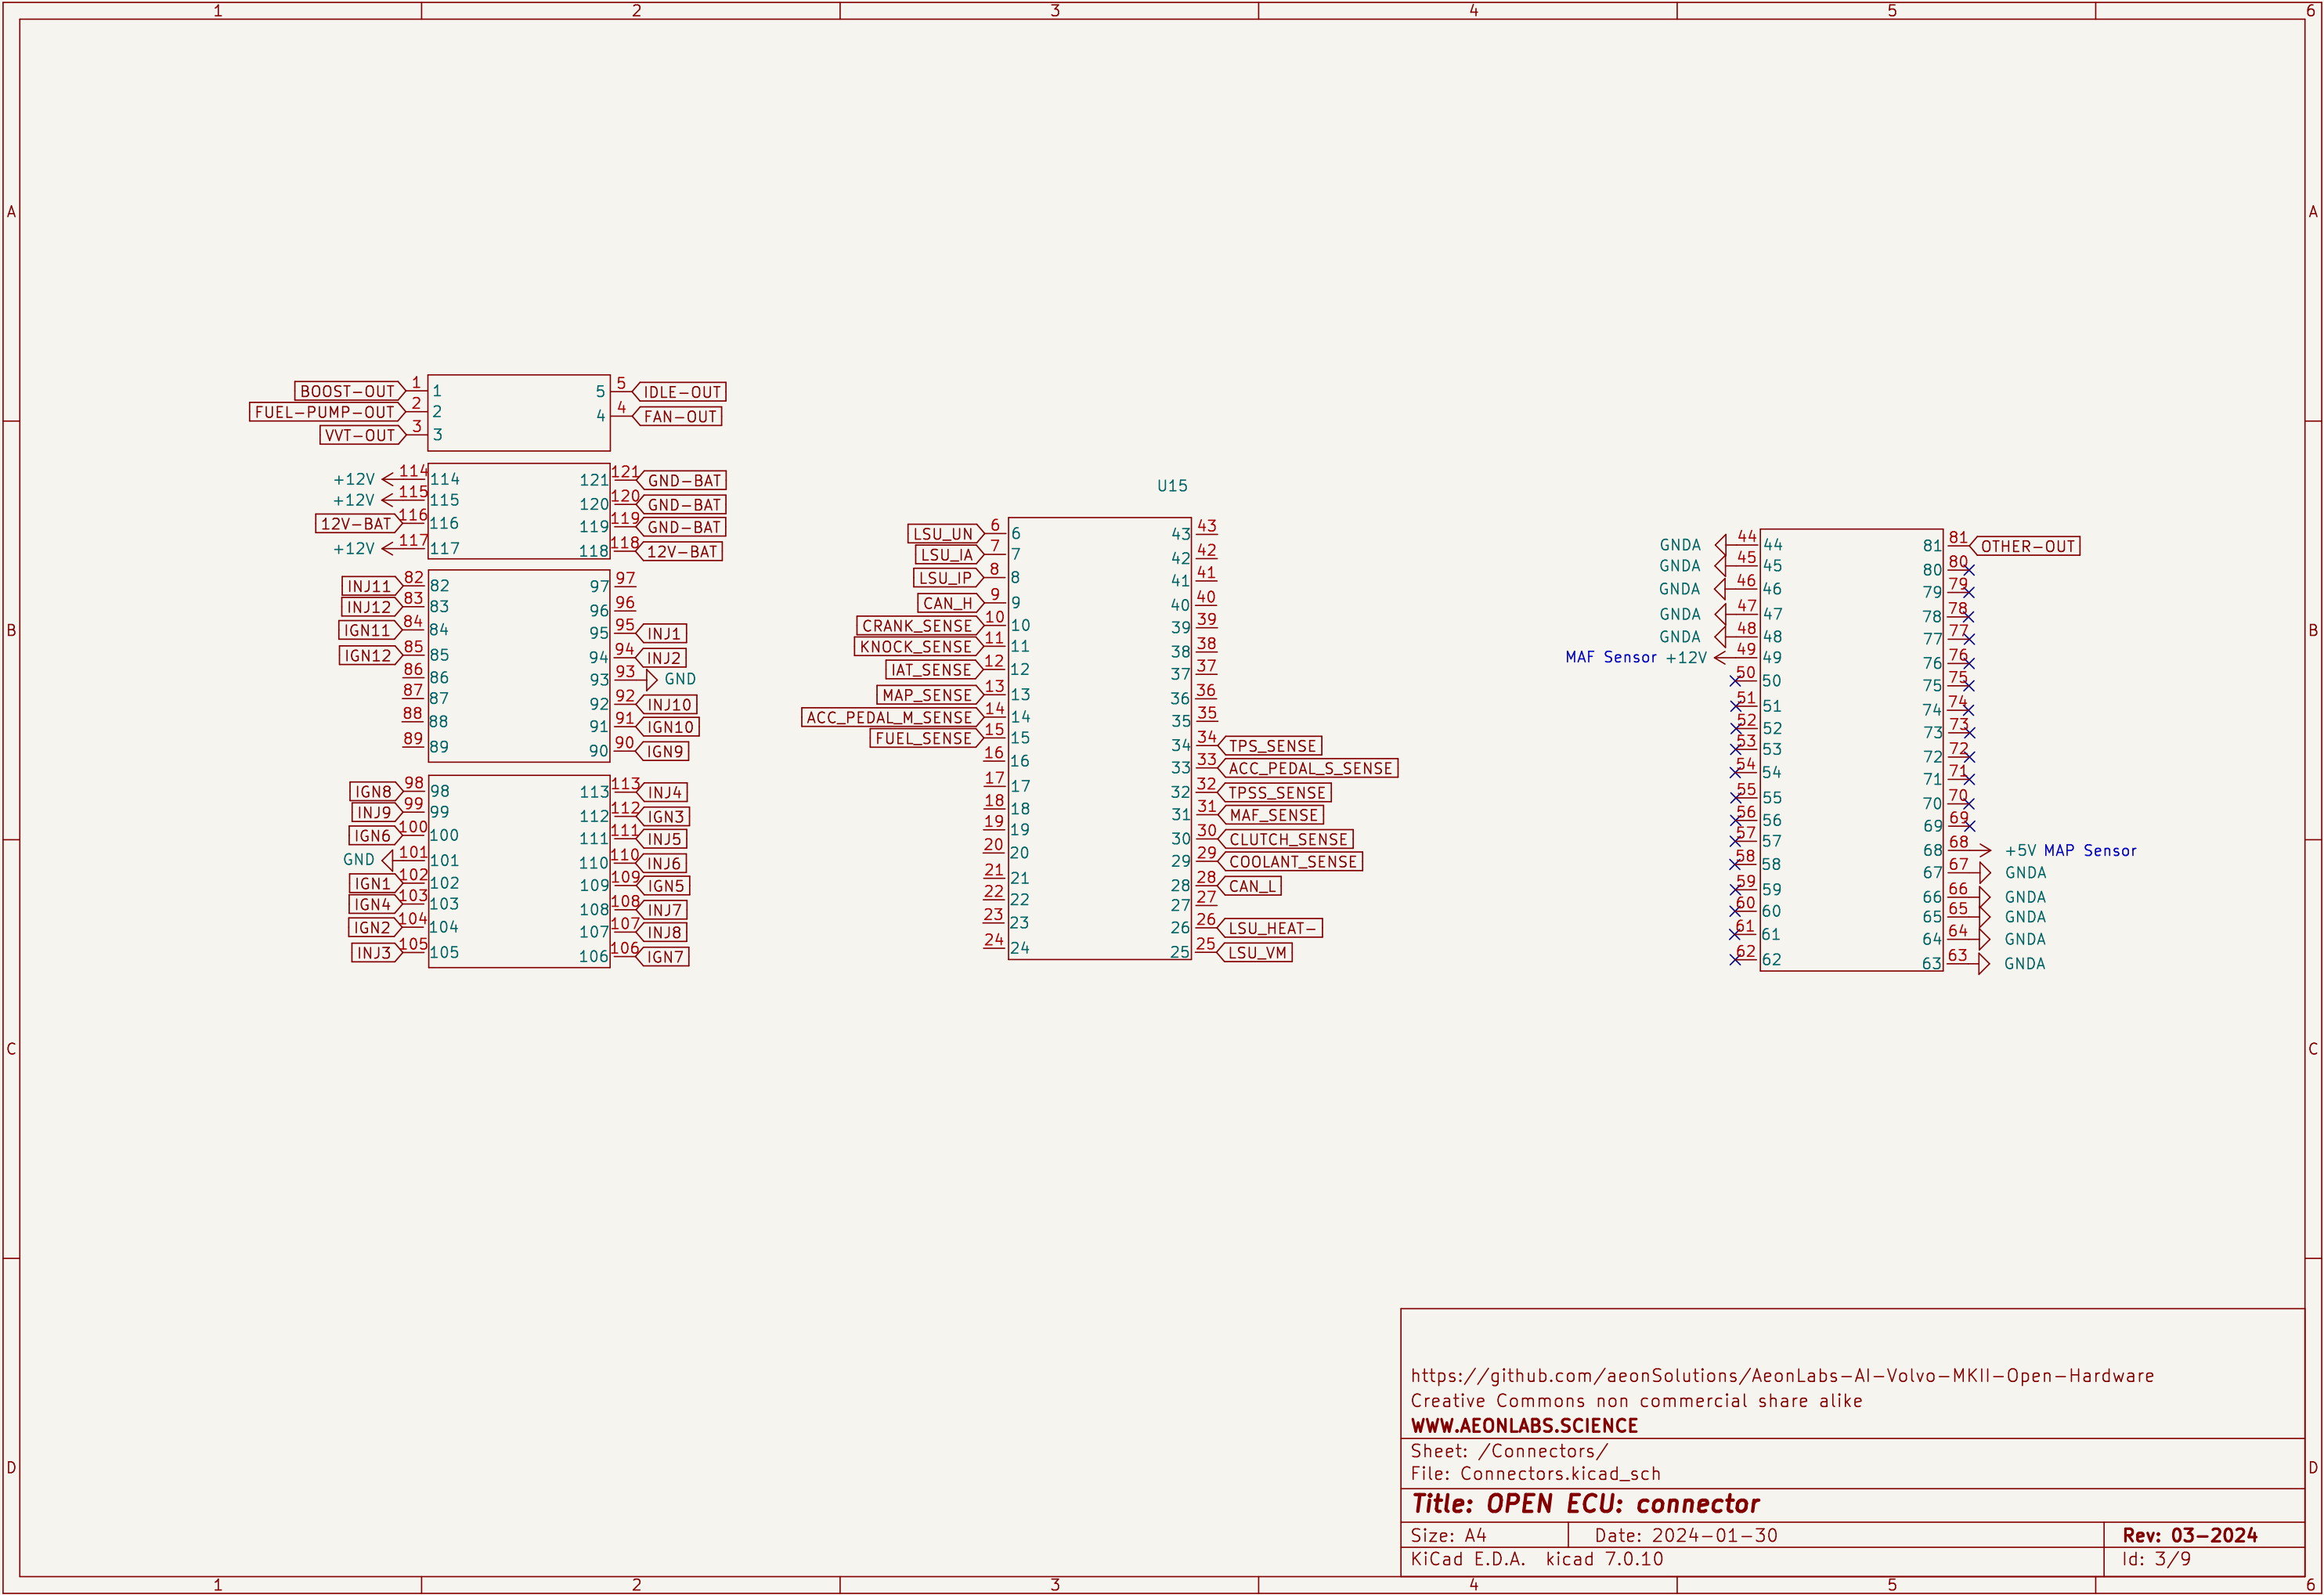 1 2 3 4 5 6
A A
B B
C C
D D
BOOST-OUT 1 1 5 5 IDLE-OUT
FUEL-PUMP-OUT 2 2 4 4 FAN-OUT
VVT-OUT 3 3
+12V 114 114 121 121 GND-BAT
+12V 115 115 120 120 GND-BAT
12V-BAT 116 116 119 119 GND-BAT
+12V 117 117 118 118 12V-BAT
INJ11 82 82 97 97
INJ12 83 83 96 96
IGN11 84 84 95 95 INJ1
IGN12 85 85 94 94 INJ2
86 86 93 93 GND
87 87 92 92 INJ10
88 88 91 91 IGN10
89 89 90 90 IGN9
IGN8 98 98 113 113 INJ4
INJ9 99 99 112 112 IGN3
IGN6 100 100 111 111 INJ5
GND 101 101 110 110 INJ6
IGN1 102 102 109 109 IGN5
IGN4 103 103 108 108 INJ7
IGN2 104 104 107 107 INJ8
INJ3 105 105 106 106 IGN7
U15
LSU_UN 6 6 43 43
LSU_IA 7 7 42 42
LSU_IP 8 8 41 41
CAN_H 9 9 40 40
CRANK_SENSE 10 10 39 39
KNOCK_SENSE 11 11 38 38
IAT_SENSE 12 12 37 37
MAP_SENSE 13 13 36 36
ACC_PEDAL_M_SENSE 14 14 35 35
FUEL_SENSE 15 15 34 34 TPS_SENSE
16 16 33 33 ACC_PEDAL_S_SENSE
17 17 32 32 TPSS_SENSE
18 18 31 31 MAF_SENSE
19 19 30 30 CLUTCH_SENSE
20 20 29 29 COOLANT_SENSE
21 21 28 28 CAN_L
22 22 27 27
23 23 26 26 LSU_HEAT-
24 24 25 25 LSU_VM
GNDA 44 44 81 81 OTHER-OUT
GNDA 45 45 80 80
GNDA 46 46 79 79
GNDA 47 47 78 78
GNDA 48 48 77 77
MAF Sensor +12V 49 49 76 76
50 50 75 75
51 51 74 74
52 52 73 73
53 53 72 72
54 54 71 71
55 55 70 70
56 56 69 69
57 57 68 68 +5V MAP Sensor
58 58 67 67 GNDA
59 59 66 66 GNDA
60 60 65 65 GNDA
61 61 64 64 GNDA
62 62 63 63 GNDA
https://github.com/aeonSolutions/AeonLabs-AI-Volvo-MKII-Open-Hardware
Creative Commons non commercial share alike
WWW.AEONLABS.SCIENCE
Sheet: /Connectors/
File: Connectors.kicad_sch
Title: OPEN ECU: connector
Size: A4 Date: 2024-01-30 Rev: 03-2024
KiCad E.D.A. kicad 7.0.10 Id: 3/9
1 2 3 4 5 6